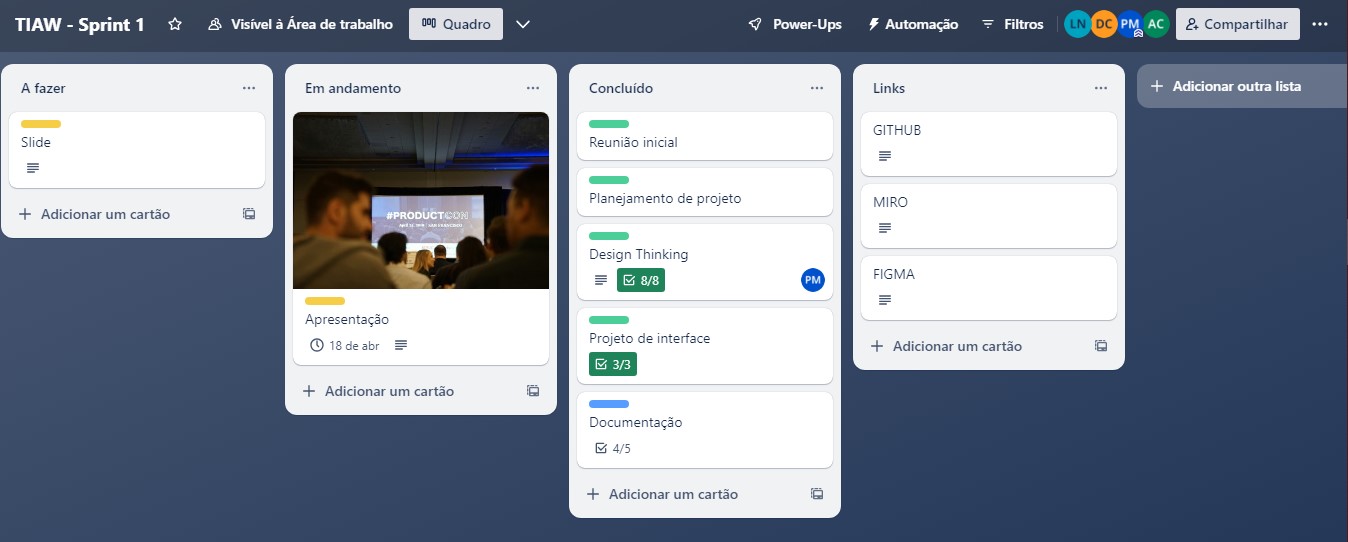 TIAW - Sprint 1
Visível à Área de trabalho
Quadro
Power-Ups
Automação
Filtros
LN
DC
PM
AC
Compartilhar
A fazer
Slide
Adicionar um cartão
Em andamento
#PRODUCTCON
Apresentação
18 de abr
Adicionar um cartão
Concluído
Reunião inicial
Planejamento de projeto
Design Thinking
8/8
PM
Projeto de interface
3/3
Documentação
4/5
Adicionar um cartão
Links
GITHUB
MIRO
FIGMA
Adicionar um cartão
Adicionar outra lista